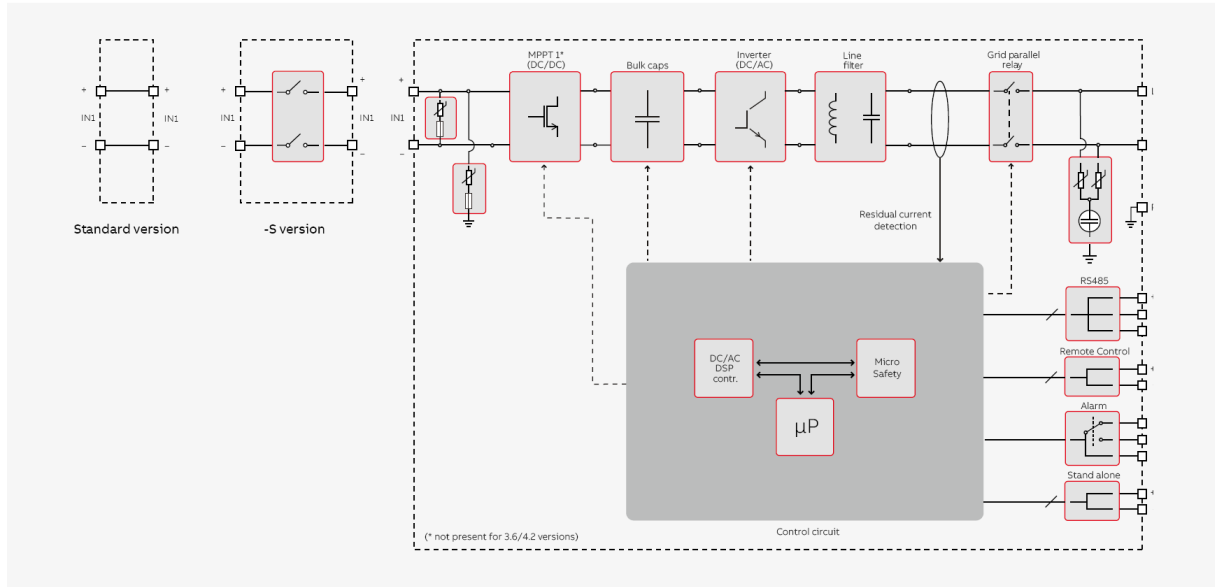 MPPT 1*
(DC/DC)
Bulk caps
Inverter
(DC/AC)
Line
filter
Grid parallel
relay
+
+
+
+
+
IN1
IN1
IN1
IN1
IN1
–
–
–
–
–
Standard version
-S version
Residual current
detection
RS485
+
Remote Control
+
Alarm
Stand alone
+
DC/AC
DSP
contr.
Micro
Safety
µP
Control circuit
(* not present for 3.6/4.2 versions)